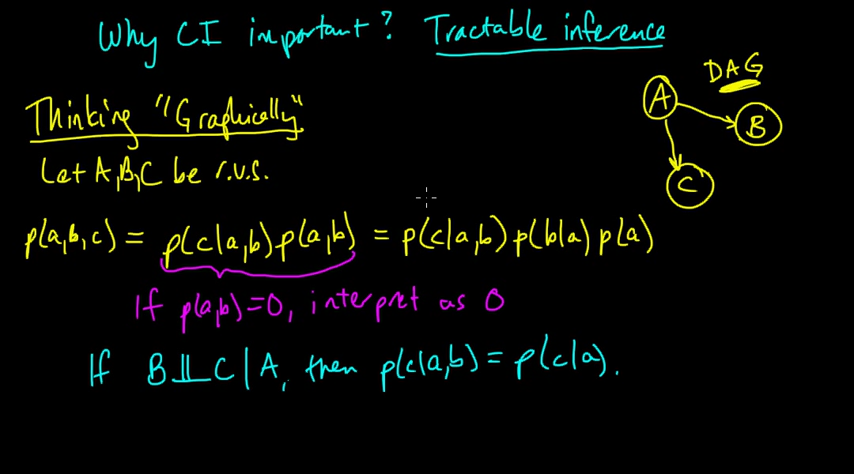 Why CI important? Tractable inference
DAG
A
B
C
Thinking "Graphically"
Let A,B,C be r.v.s.
p(a,b,c) = p(c|a,b)p(a,b) = p(c|a,b)p(b|a)p(a)
If p(a,b)=0, interpret as 0
If B⫫C|A, then p(c|a,b)=p(c|a).